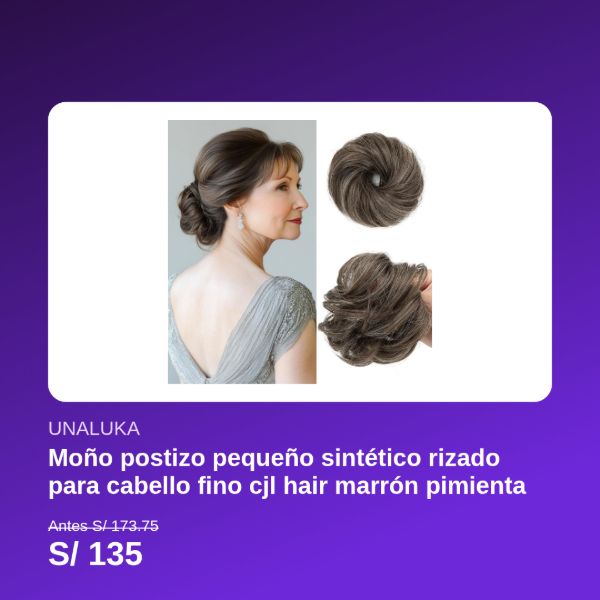 UNALUKA
Moño postizo pequeño sintético rizado
para cabello fino cjl hair marrón pimienta
Antes S/ 173.75
S/ 135